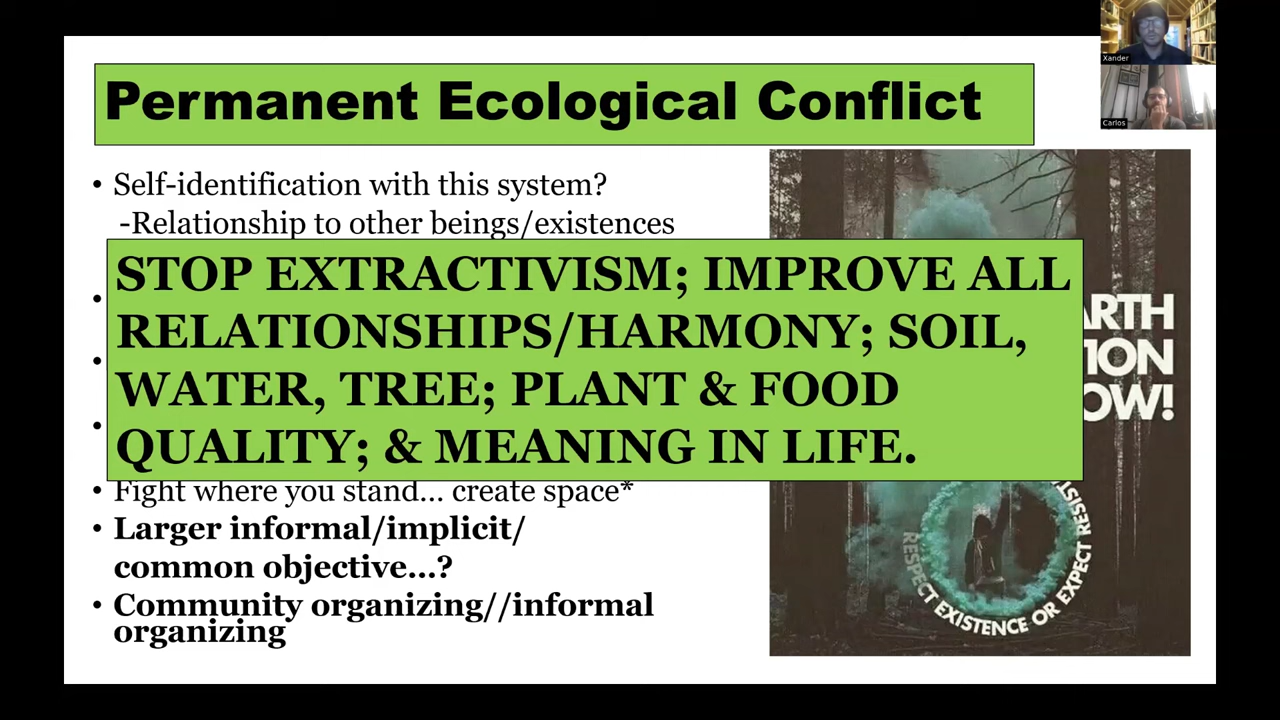 Permanent Ecological Conflict
Xander
Carlos
• Self-identification with this system?
-Relationship to other beings/existences
STOP EXTRACTIVISM; IMPROVE ALL
RELATIONSHIPS/HARMONY; SOIL,
WATER, TREE; PLANT & FOOD
QUALITY; & MEANING IN LIFE.
• Fight where you stand... create space*
• Larger informal/implicit/
common objective...?
• Community organizing//informal
organizing
ARTH
ION
OW!
RESPECT EXISTENCE OR EXPECT RESIST